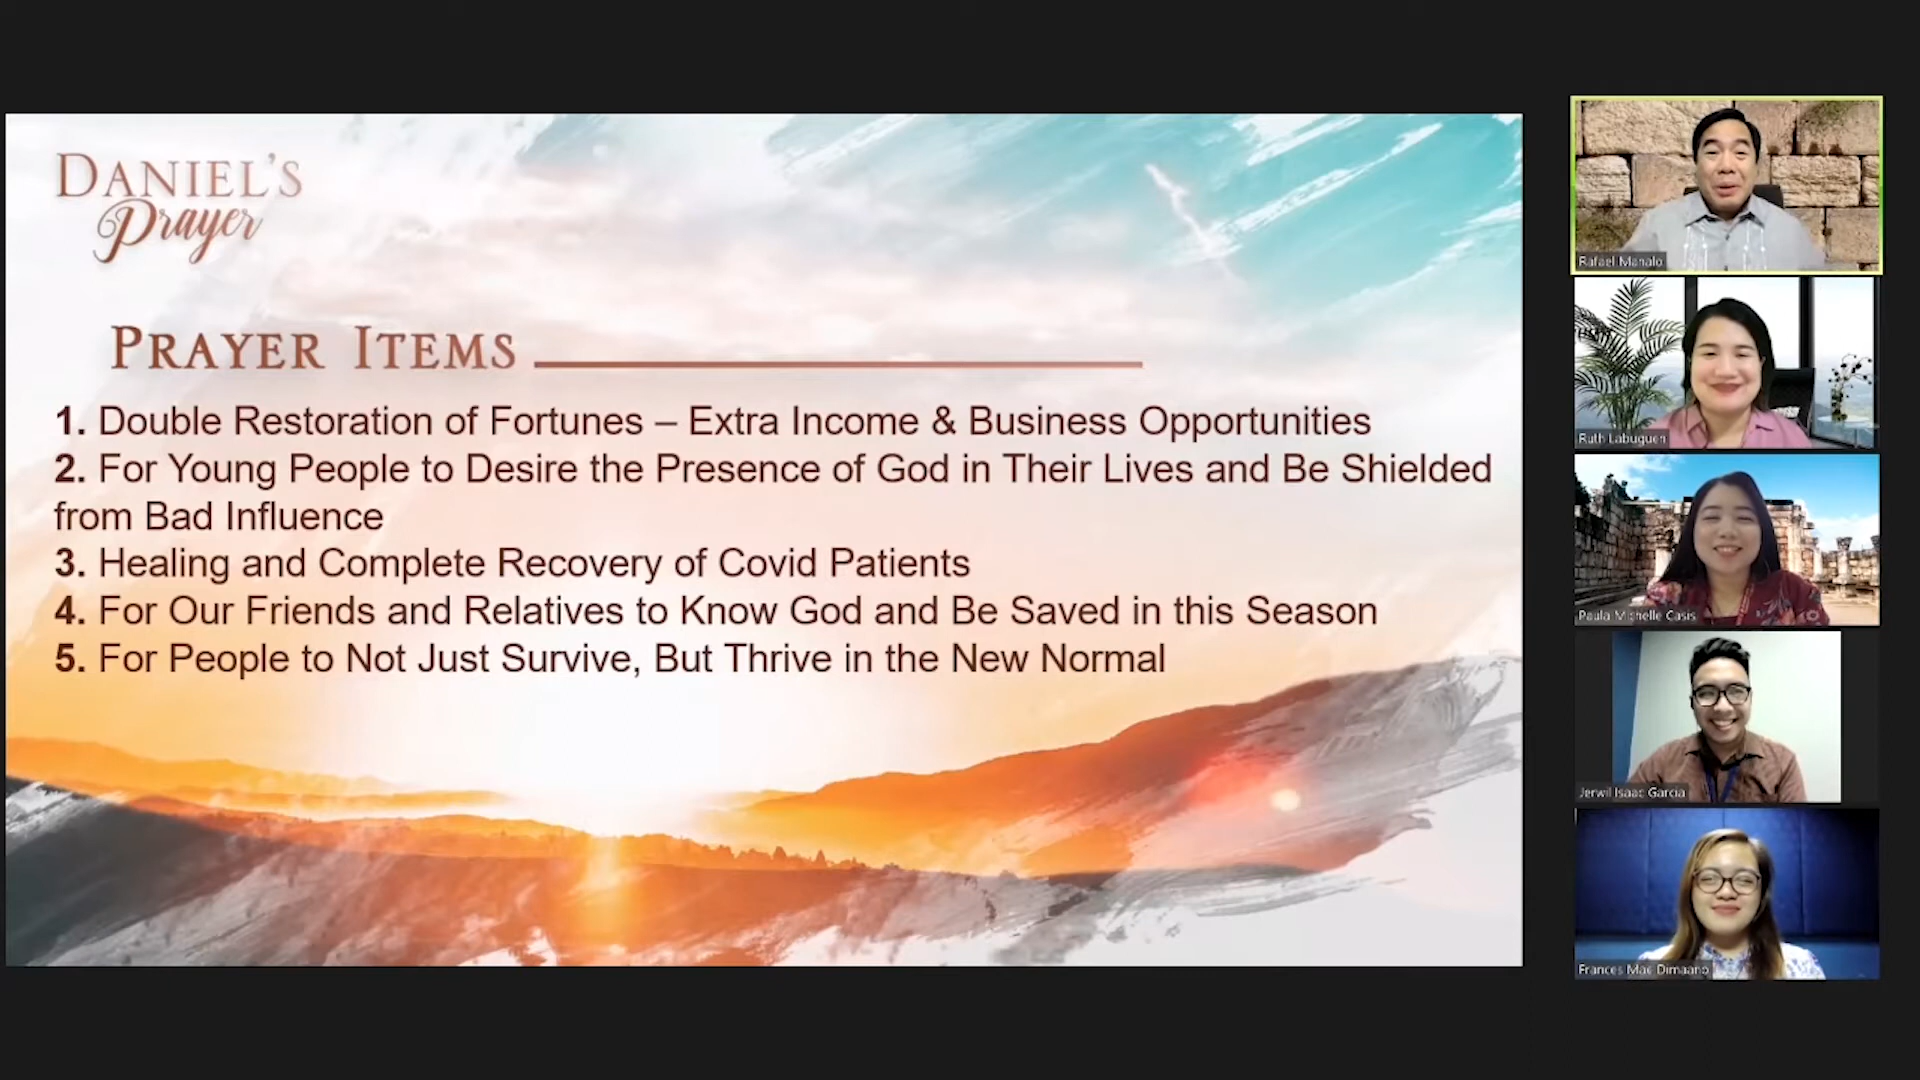 DANIEL'S
Prayer
PRAYER ITEMS
1. Double Restoration of Fortunes – Extra Income & Business Opportunities
2. For Young People to Desire the Presence of God in Their Lives and Be Shielded
from Bad Influence
3. Healing and Complete Recovery of Covid Patients
4. For Our Friends and Relatives to Know God and Be Saved in this Season
5. For People to Not Just Survive, But Thrive in the New Normal
Rafael Manalo
Ruth Labuguen
Paula Michelle Casis
Jerwil Isaac Garcia
Frances Mae Dimaano